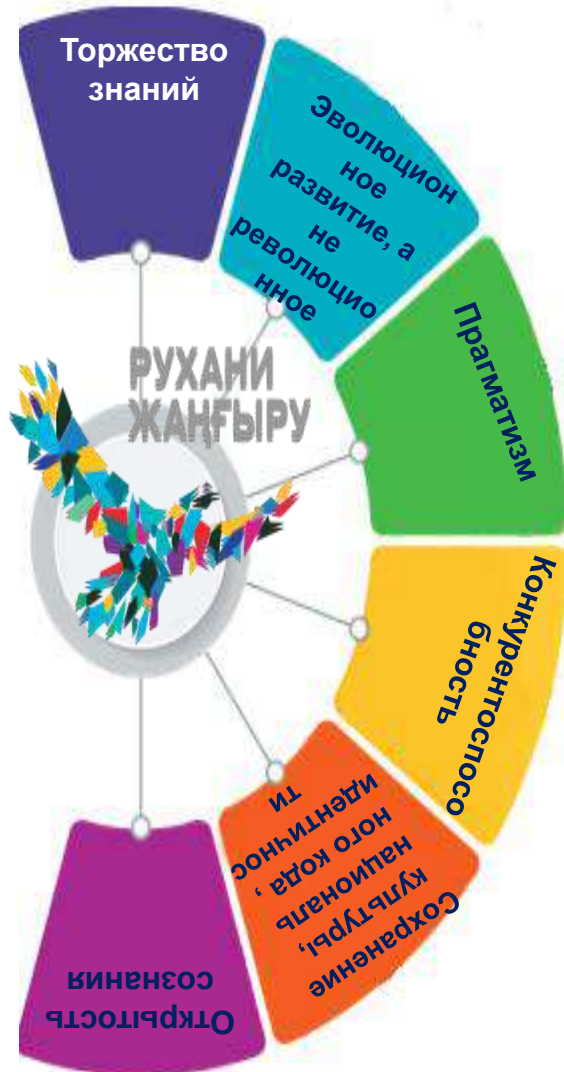 Торжество
знаний
Эволюцион
ное
развитие, а
не
революцио
нное
Прагматизм
РУХАНИ
ЖАҢҒЫРУ
Конкурентоспосо
бность
Сохранение
культуры,
националь
ного кода,
идентичнос
ти
Открытость
сознания